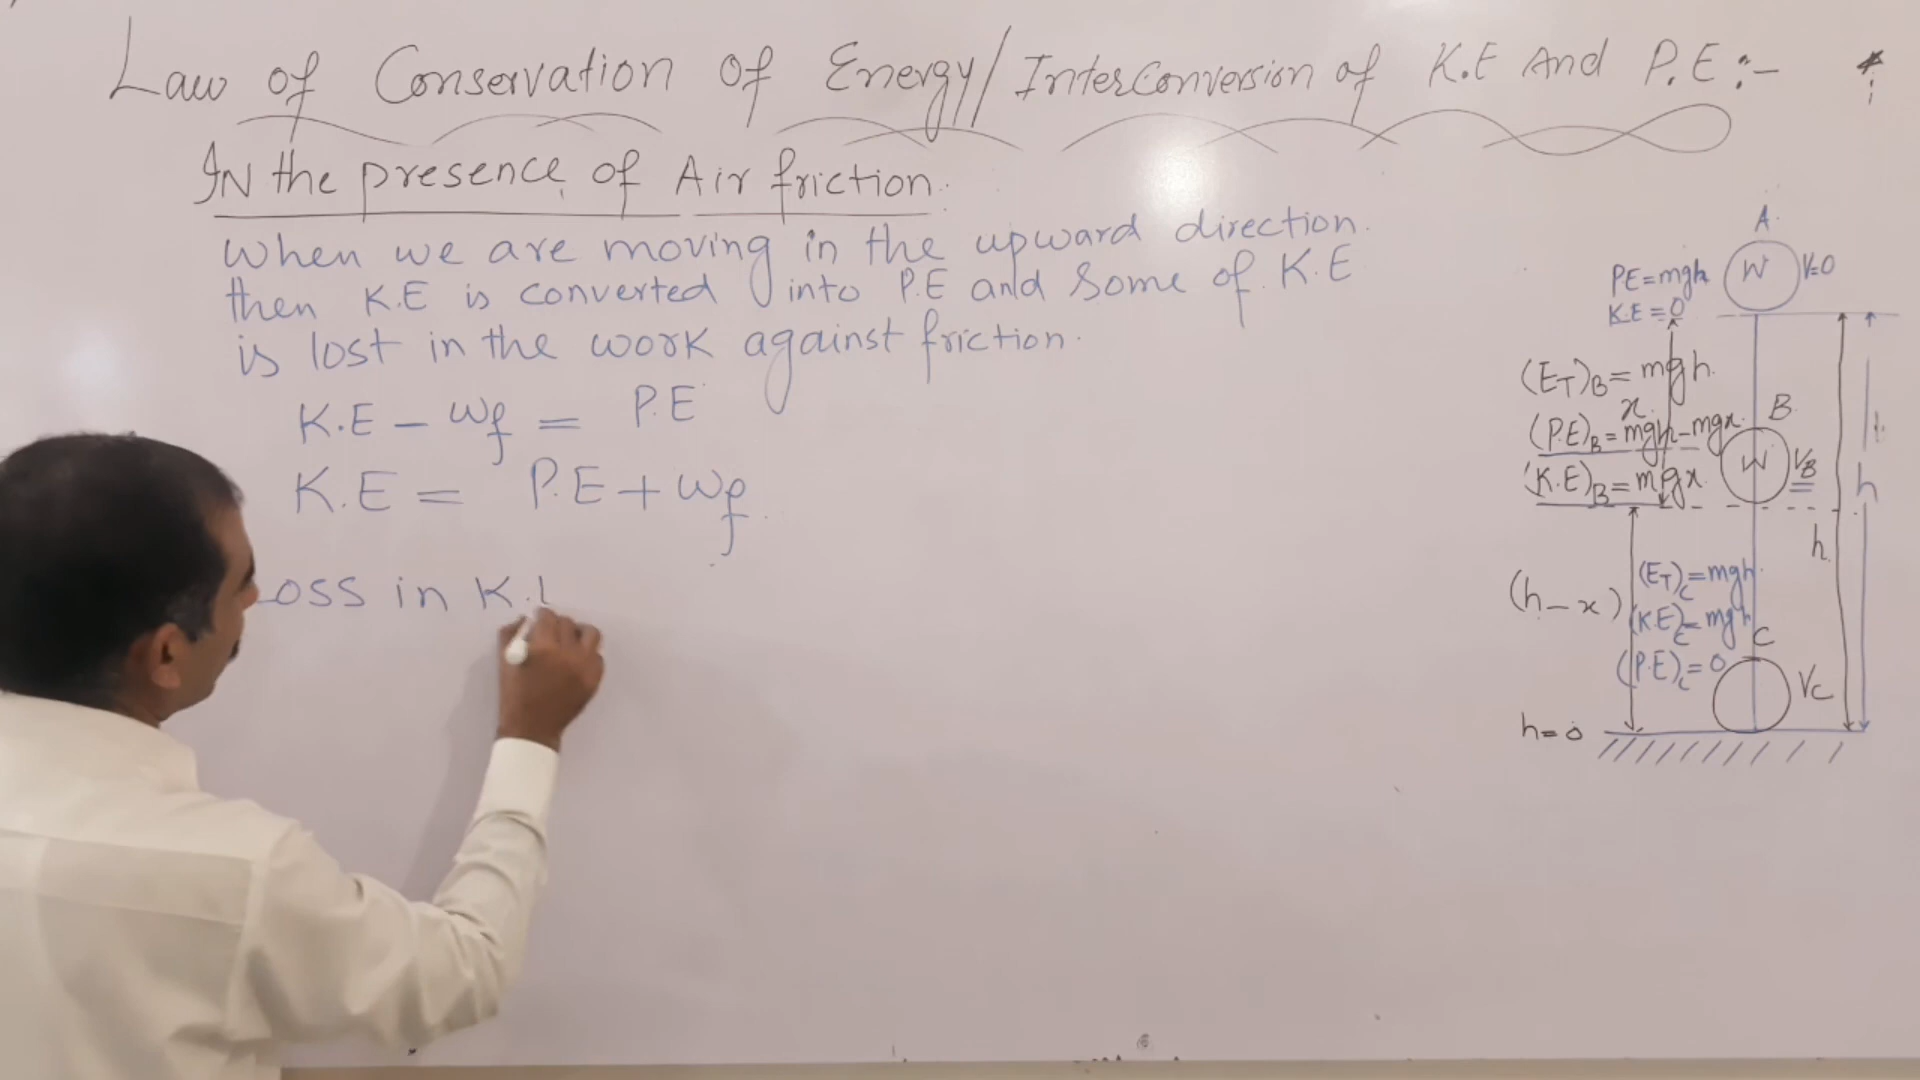 Law of Conservation of Energy/InterConversion of K.E And P.E:-
IN the presence of Air friction.
when we are moving in the upward direction.
then K.E is converted into P.E and Some of K.E
is lost in the work against friction.
K.E - wf = P.E
K.E = P.E + wf
Loss in K.
A
W
V=0
PE=mgh
K.E=0
(ET)B=mgh
x
(P.E)B=mgh-mgx
(K.E)B=mgx
B
W
VB
h
h
(h-x)
(ET)C=mgh
(K.E)C=mgh
(P.E)C=0
C
VC
h=0